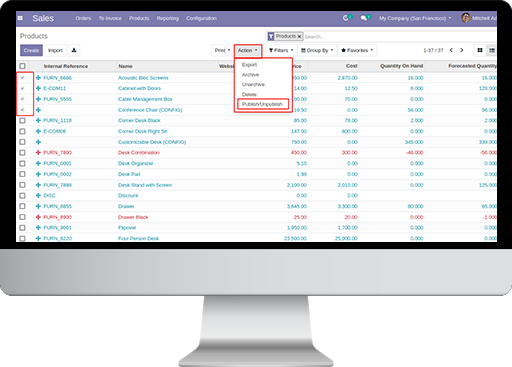 Sales Orders To Invoice Products Reporting Configuration My Company (San Francisco) Mitchell Ad
Products
Products × Search...
Create Import Print Action Filters Group By Favorites 1-37 / 37
Export
Archive
Unarchive
Delete
Publish/Unpublish
Internal Reference Name Websi rice Cost Quantity On Hand Forecasted Quantity
FURN_6666 Acoustic Bloc Screens 2,870.00 16.000 16.000
E-COM11 Cabinet with Doors 12.50 8.000 128.000
FURN_5555 Cable Management Box 70.00 0.000 0.000
Conference Chair (CONFIG) 0.00 56.000 56.000
FURN_1118 Corner Desk Black 85.00 78.00 2.000 2.000
E-COM06 Corner Desk Right Sit 147.00 600.00 0.000 0.000
Customizable Desk (CONFIG) 750.00 0.00 345.000 339.000
FURN_7800 Desk Combination 450.00 300.00 -48.000 -56.000
FURN_0001 Desk Organizer 5.10 0.00 0.000 0.000
FURN_0002 Desk Pad 1.98 0.00 0.000 0.000
FURN_7888 Desk Stand with Screen 2,100.00 2,010.00 0.000 125.000
DISC Discount 0.00 0.00 0.000 0.000
FURN_8855 Drawer 3,645.00 3,300.00 80.000 65.000
FURN_8900 Drawer Black 25.00 20.00 0.000 -1.000
FURN_9001 Flipover 1,950.00 1,700.00 0.000 0.000
FURN_8220 Four Person Desk 23,500.00 25,000.00 0.000 0.000